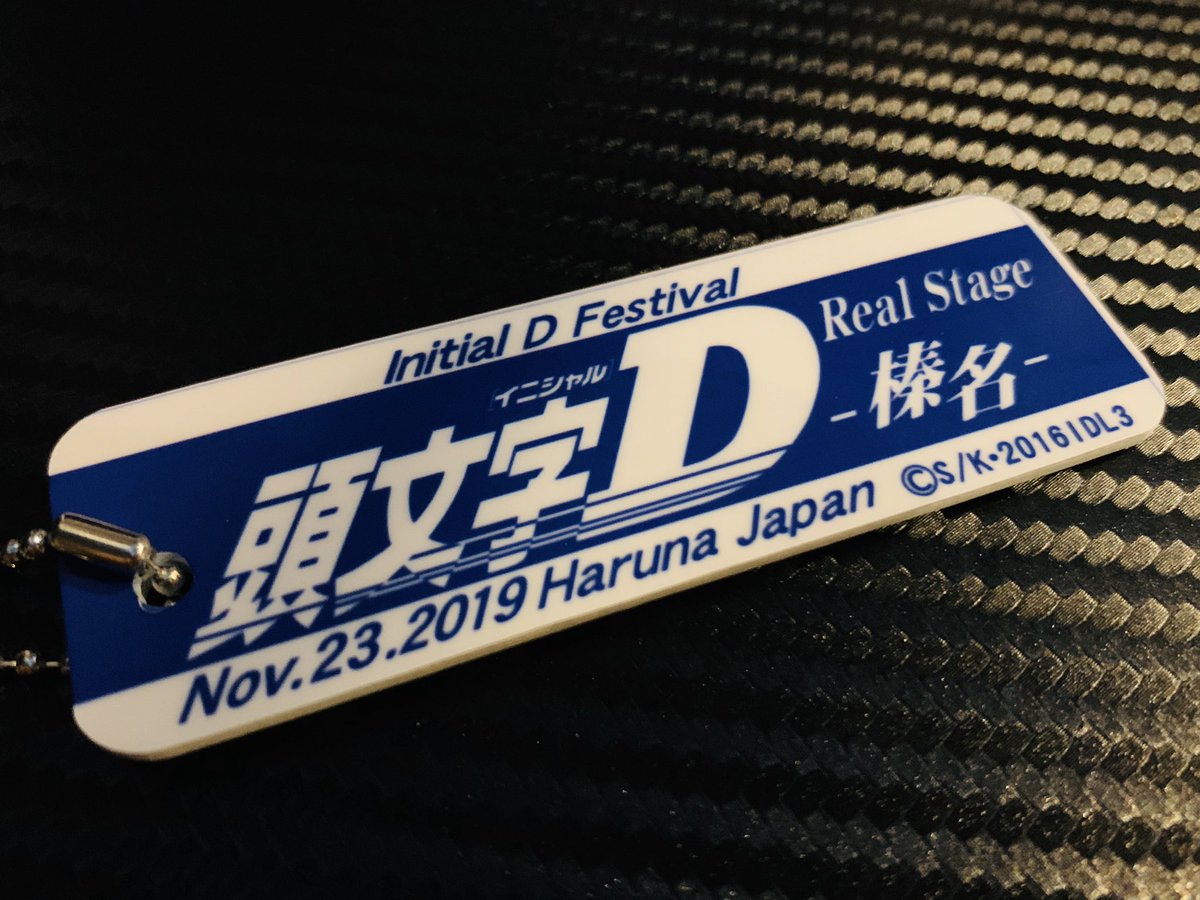 Initial D Festival
[イニシャル]
頭文字D
Real Stage
-榛名-
Nov.23.2019 Haruna Japan
©S/K・2016IDL3